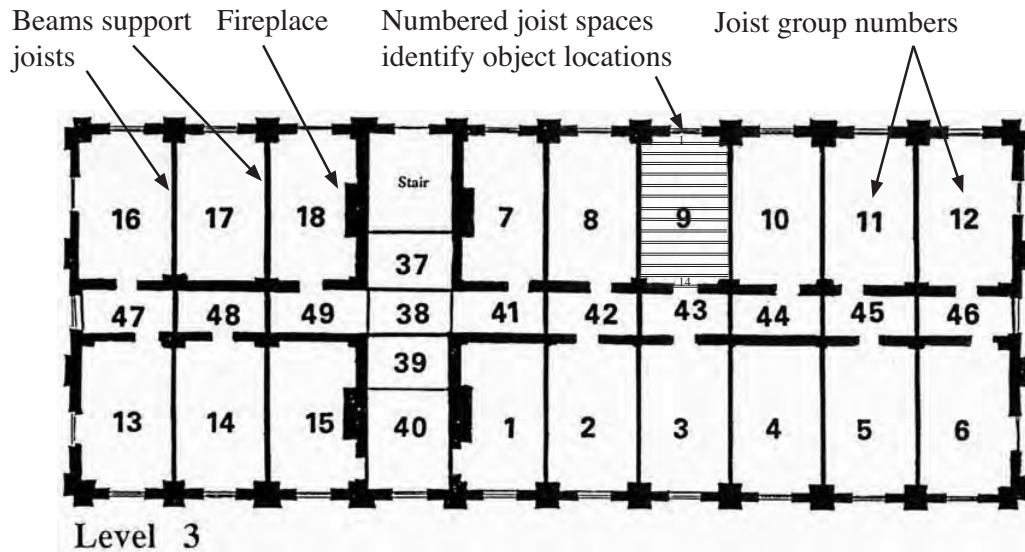 Beams support joists
Fireplace
Numbered joist spaces
identify object locations
Joist group numbers
1
Stair
16 17 18 7 8 9 10 11 12
37
14
47 48 49 38 41 42 43 44 45 46
39
13 14 15 40 1 2 3 4 5 6
Level 3